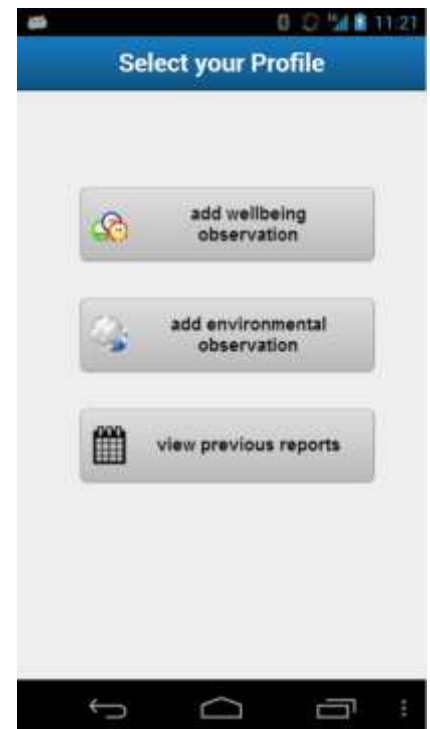 11:21
Select your Profile
add wellbeing
observation
add environmental
observation
view previous reports